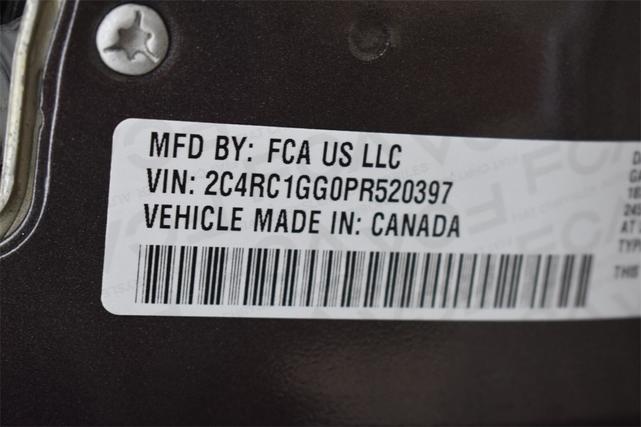 MFD BY: FCA US LLC
VIN: 2C4RC1GG0PR520397
VEHICLE MADE IN: CANADA